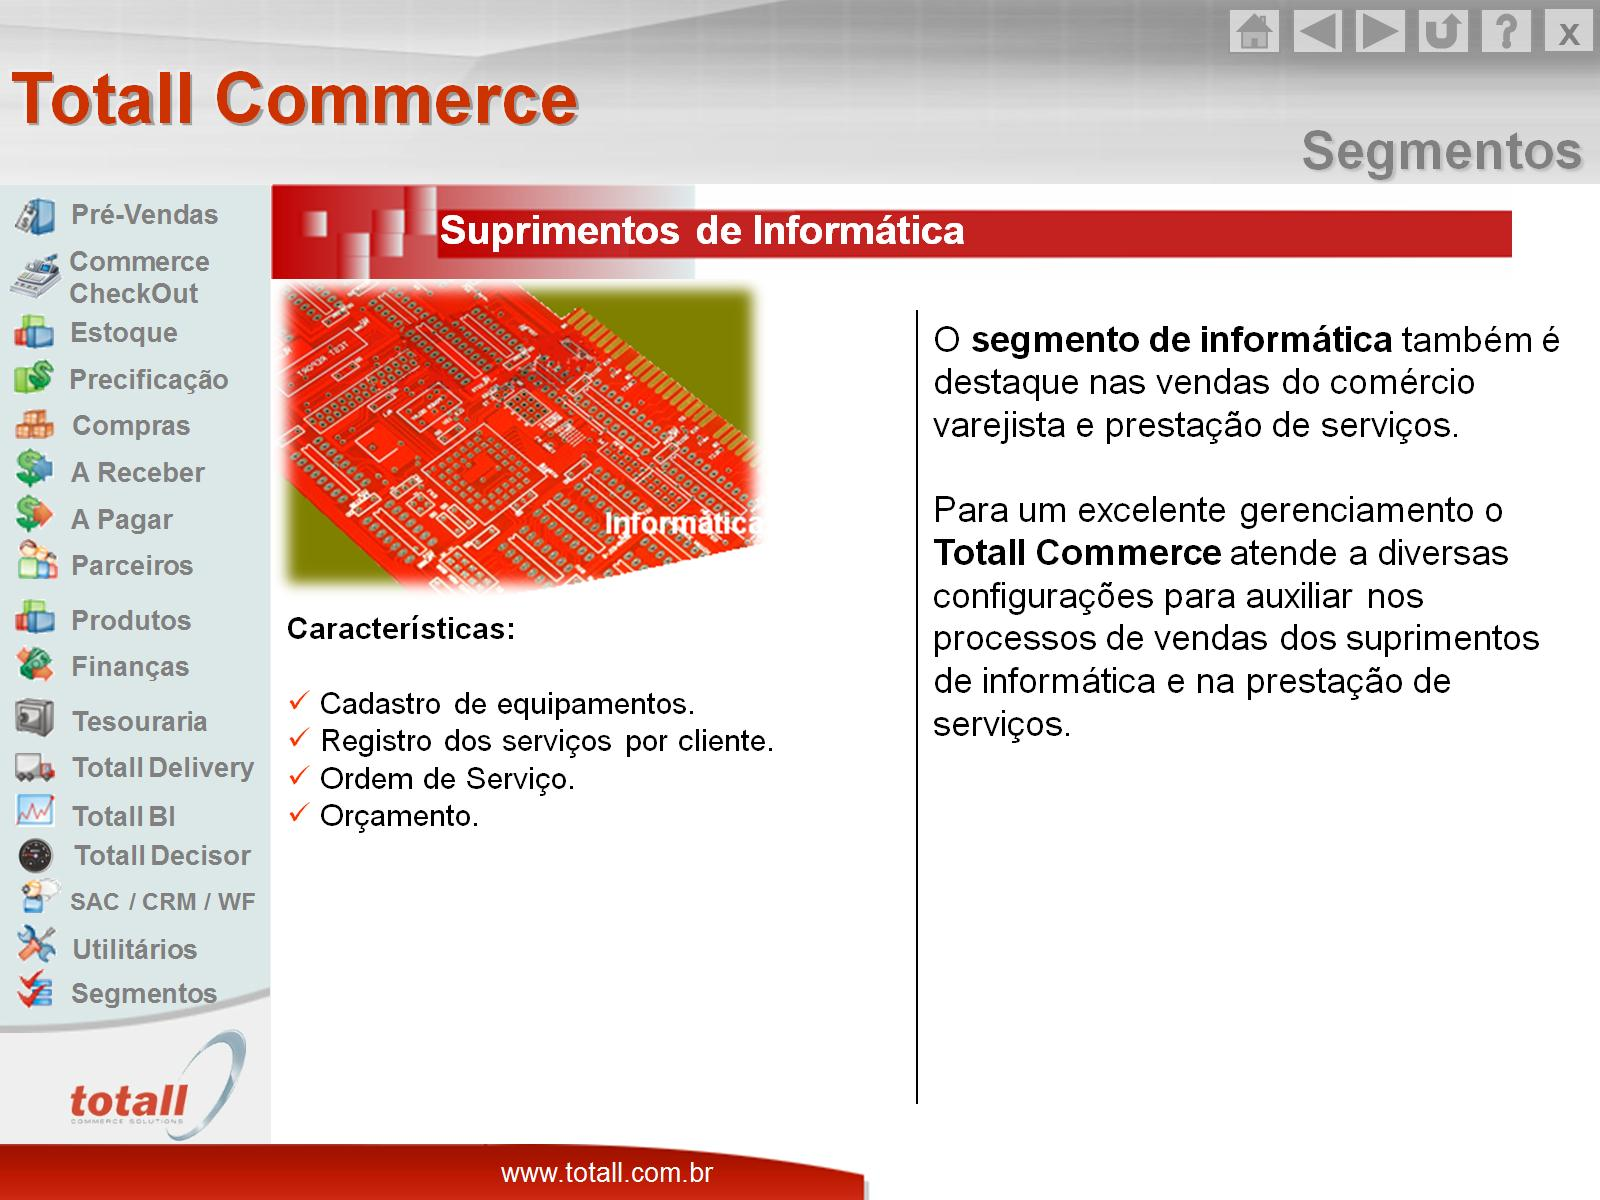 X
Totall Commerce
Segmentos
Pré-Vendas
Commerce
CheckOut
Estoque
Precificação
Compras
A Receber
A Pagar
Parceiros
Produtos
Finanças
Tesouraria
Totall Delivery
Totall BI
Totall Decisor
SAC / CRM / WF
Utilitários
Segmentos
totall
COMMERCE SOLUTIONS
Suprimentos de Informática
Informática
Características:
Cadastro de equipamentos.
Registro dos serviços por cliente.
Ordem de Serviço.
Orçamento.
O segmento de informática também é
destaque nas vendas do comércio
varejista e prestação de serviços.
Para um excelente gerenciamento o
Totall Commerce atende a diversas
configurações para auxiliar nos
processos de vendas dos suprimentos
de informática e na prestação de
serviços.
www.totall.com.br